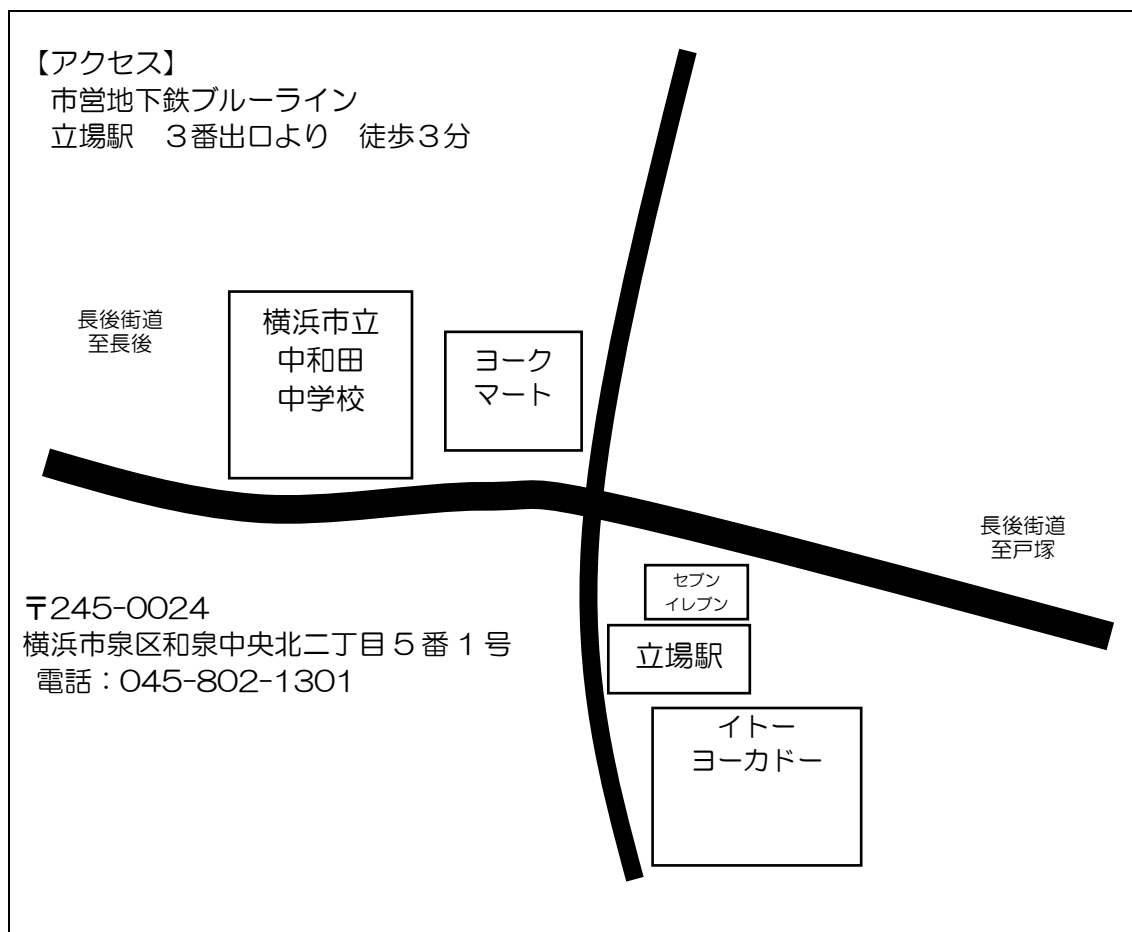 【アクセス】
市営地下鉄ブルーライン
立場駅　３番出口より　徒歩３分
長後街道
至長後
横浜市立
中和田
中学校
ヨーク
マート
長後街道
至戸塚
セブン
イレブン
立場駅
イトー
ヨーカドー
〒245-0024
横浜市泉区和泉中央北二丁目５番１号
電話：045-802-1301